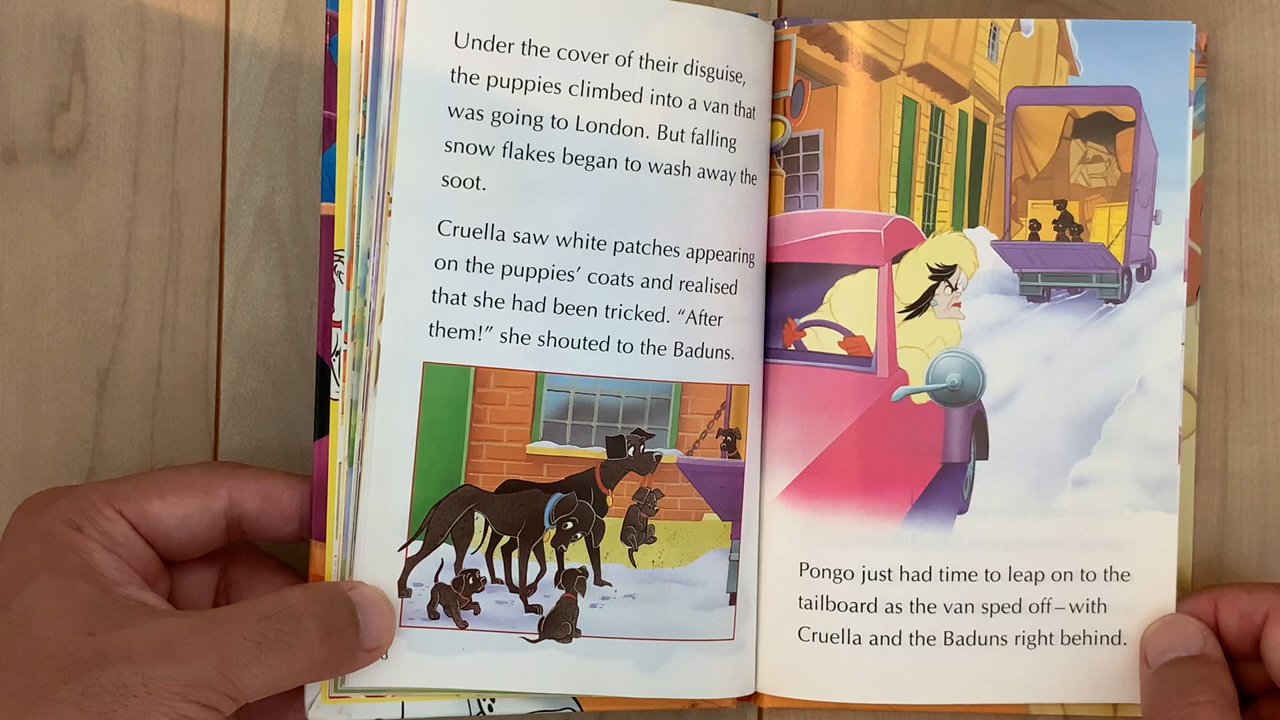 Under the cover of their disguise,
the puppies climbed into a van that
was going to London. But falling
snow flakes began to wash away the
soot.
Cruella saw white patches appearing
on the puppies’ coats and realised
that she had been tricked. “After
them!” she shouted to the Baduns.
Pongo just had time to leap on to the
tailboard as the van sped off–with
Cruella and the Baduns right behind.